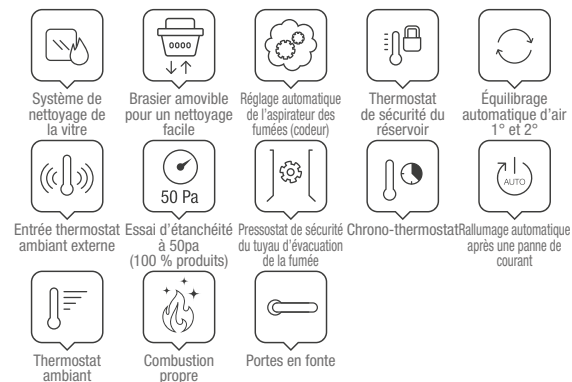 Système de
nettoyage de
la vitre
Brasier amovible
pour un nettoyage
facile
Réglage automatique
de l'aspirateur des
fumées (codeur)
Thermostat
de sécurité du
réservoir
Équilibrage
automatique d'air
1° et 2°
Entrée thermostat
ambiant externe
50 Pa
Essai d'étanchéité
à 50pa
(100 % produits)
Pressostat de sécurité
du tuyau d'évacuation
de la fumée
Chrono-thermostat
AUTO
Rallumage automatique
après une panne de
courant
Thermostat
ambiant
Combustion
propre
Portes en fonte